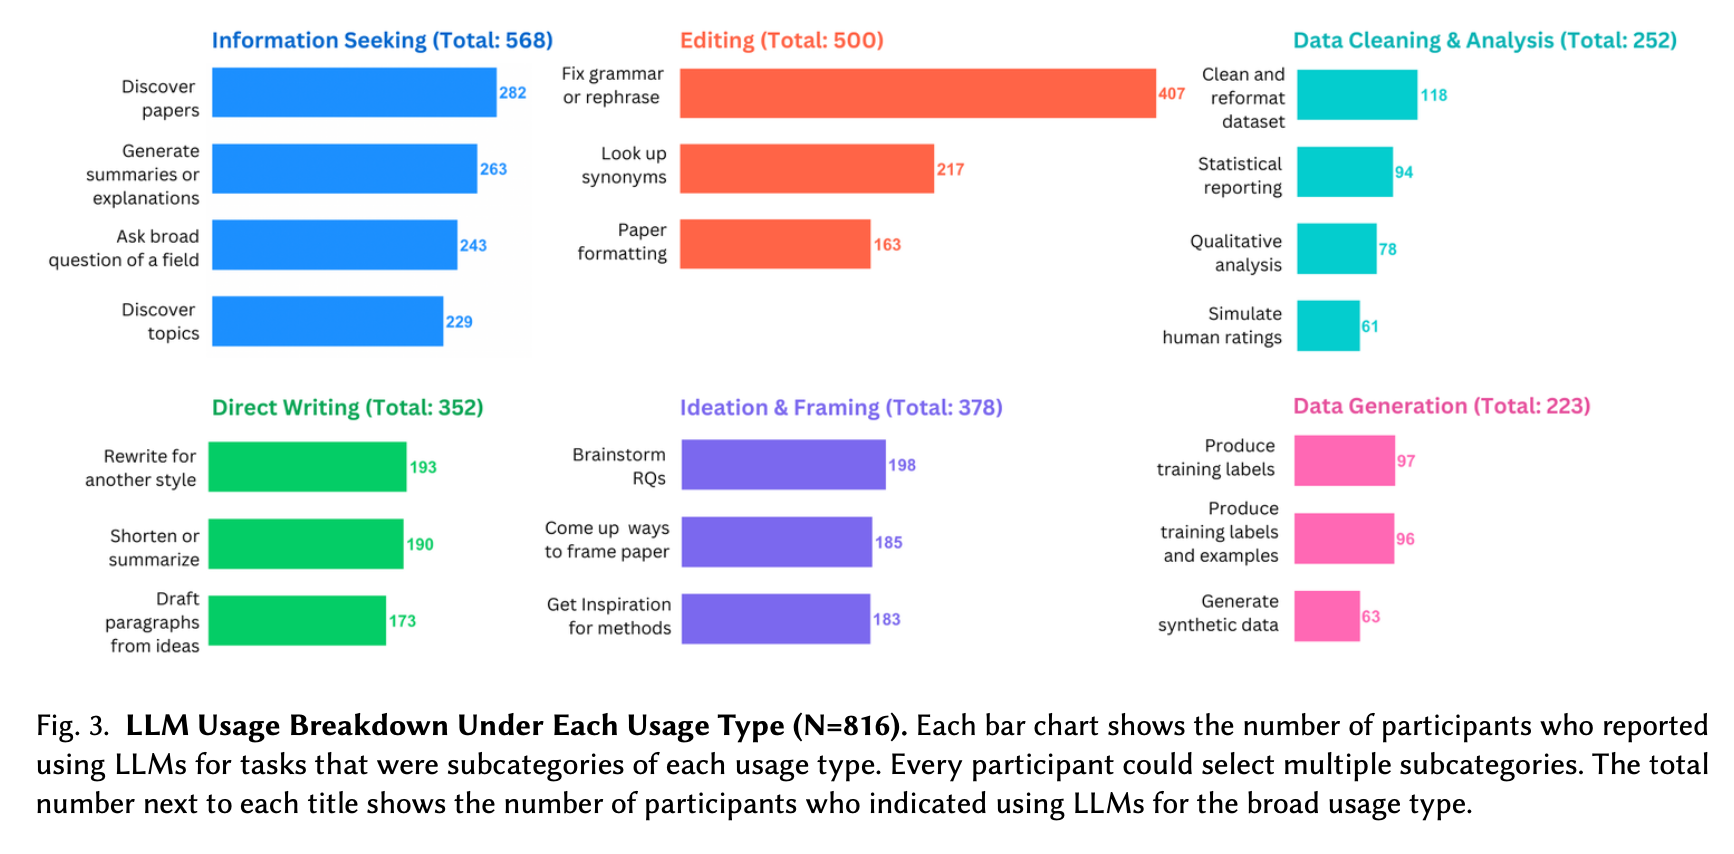 Information Seeking (Total: 568)
Discover
papers
282
Generate
summaries or
explanations
263
Ask broad
question of a field
243
Discover
topics
229
Editing (Total: 500)
Fix grammar
or rephrase
407
Look up
synonyms
217
Paper
formatting
163
Data Cleaning & Analysis (Total: 252)
Clean and
reformat
dataset
118
Statistical
reporting
94
Qualitative
analysis
78
Simulate
human ratings
61
Direct Writing (Total: 352)
Rewrite for
another style
193
Shorten or
summarize
190
Draft
paragraphs
from ideas
173
Ideation & Framing (Total: 378)
Brainstorm
RQs
198
Come up ways
to frame paper
185
Get Inspiration
for methods
183
Data Generation (Total: 223)
Produce
training labels
97
Produce
training labels
and examples
96
Generate
synthetic data
63
Fig. 3. LLM Usage Breakdown Under Each Usage Type (N=816). Each bar chart shows the number of participants who reported
using LLMs for tasks that were subcategories of each usage type. Every participant could select multiple subcategories. The total
number next to each title shows the number of participants who indicated using LLMs for the broad usage type.